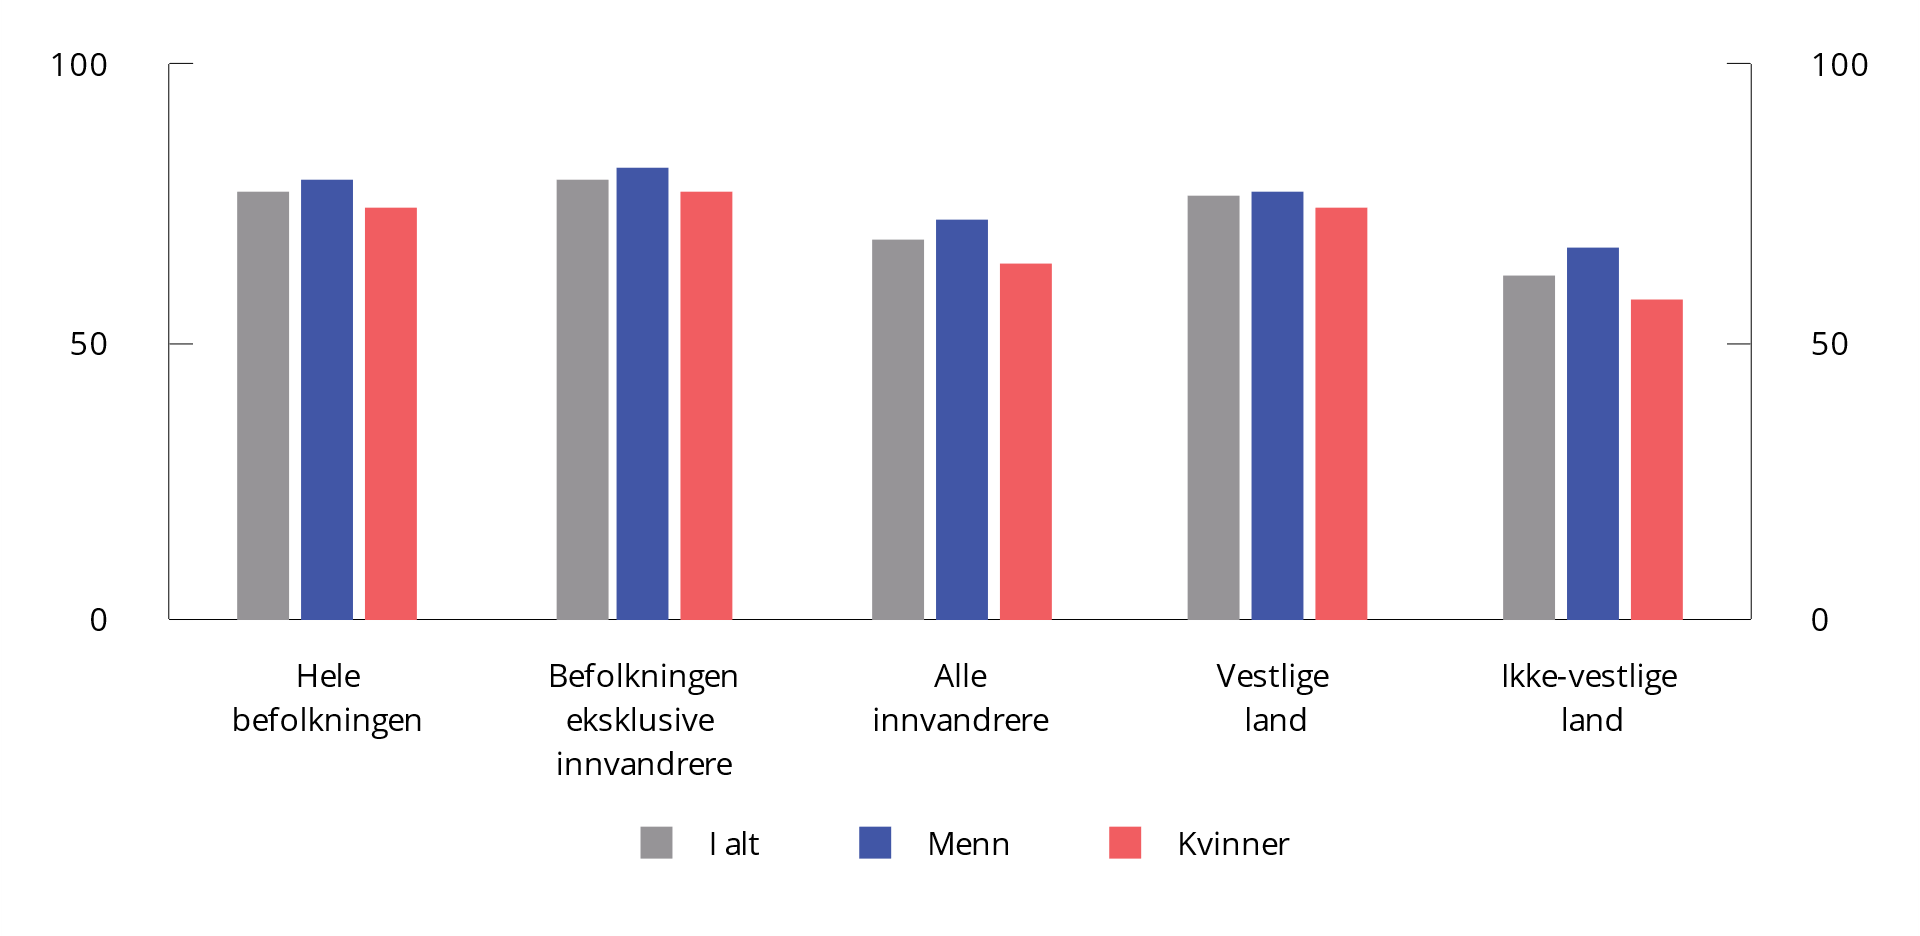 100
100
50
50
0
0
Hele
befolkningen
Befolkningen
eksklusive
innvandrere
Alle
innvandrere
Vestlige
land
Ikke-vestlige
land
I alt
Menn
Kvinner